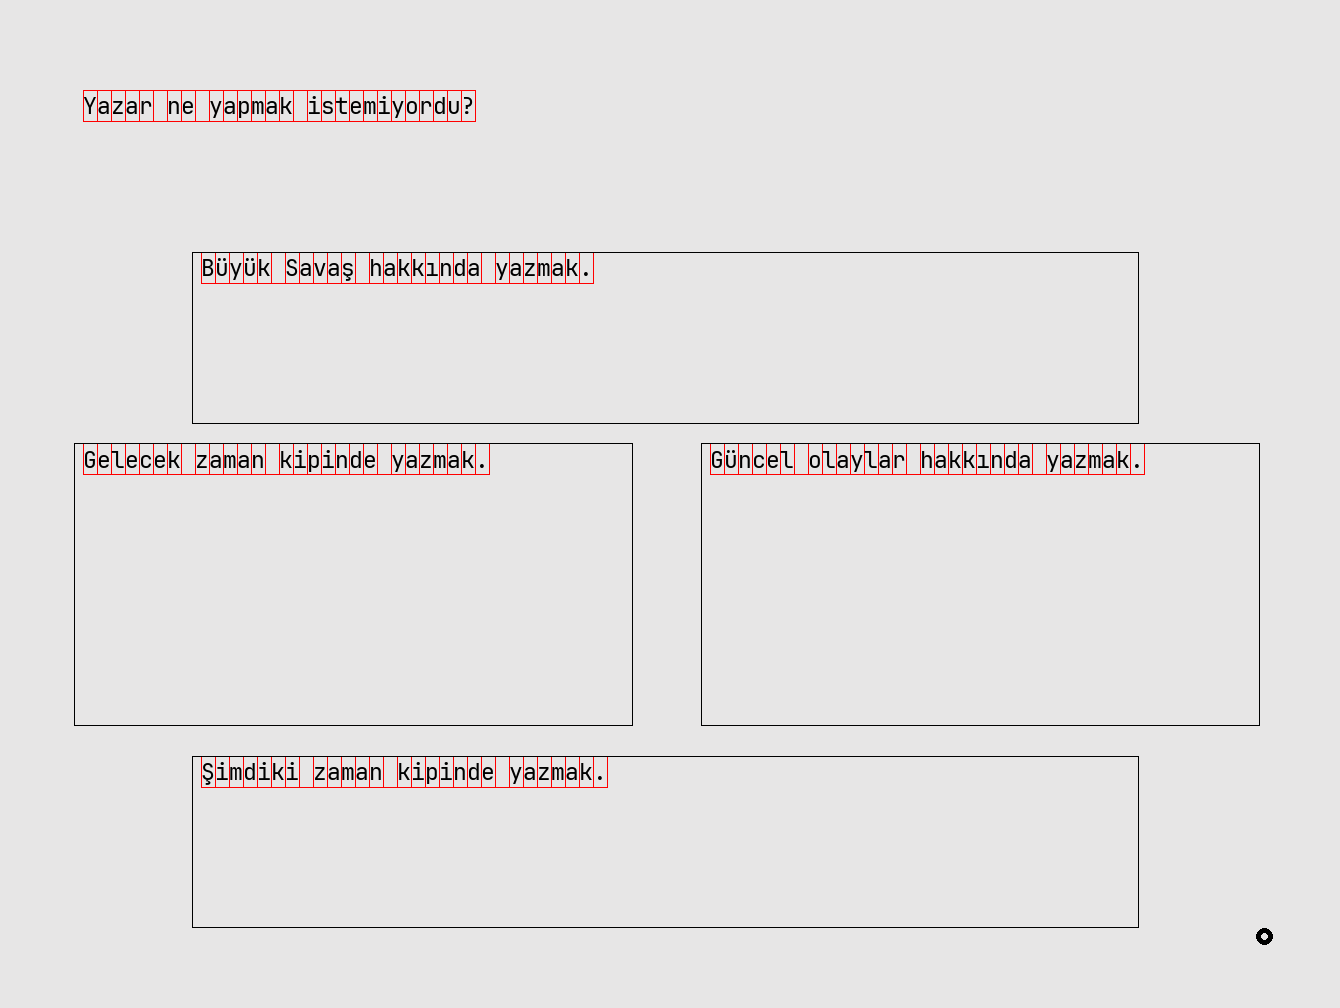 Yazar ne yapmak istemiyordu?
Büyük Savaş hakkında yazmak.
Gelecek zaman kipinde yazmak.
Güncel olaylar hakkında yazmak.
Şimdiki zaman kipinde yazmak.